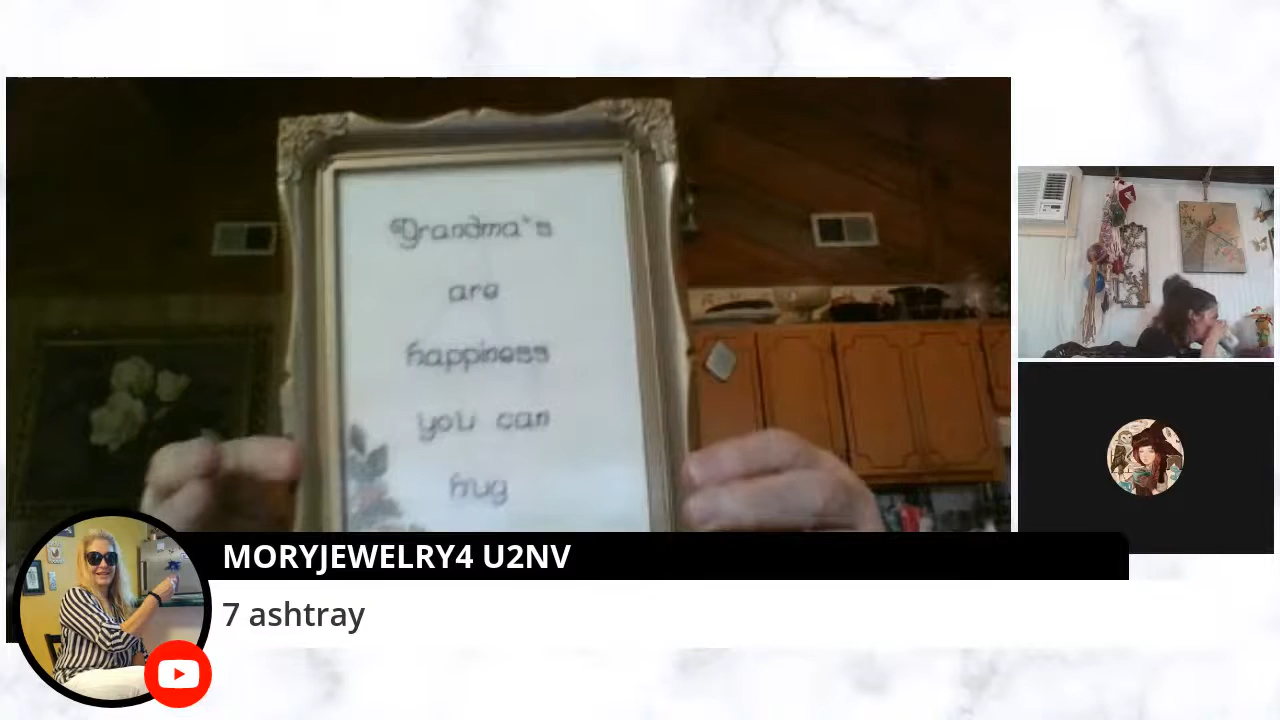 Grandma's
are
happiness
you can
hug
MORYJEWELRY4 U2NV
7 ashtray